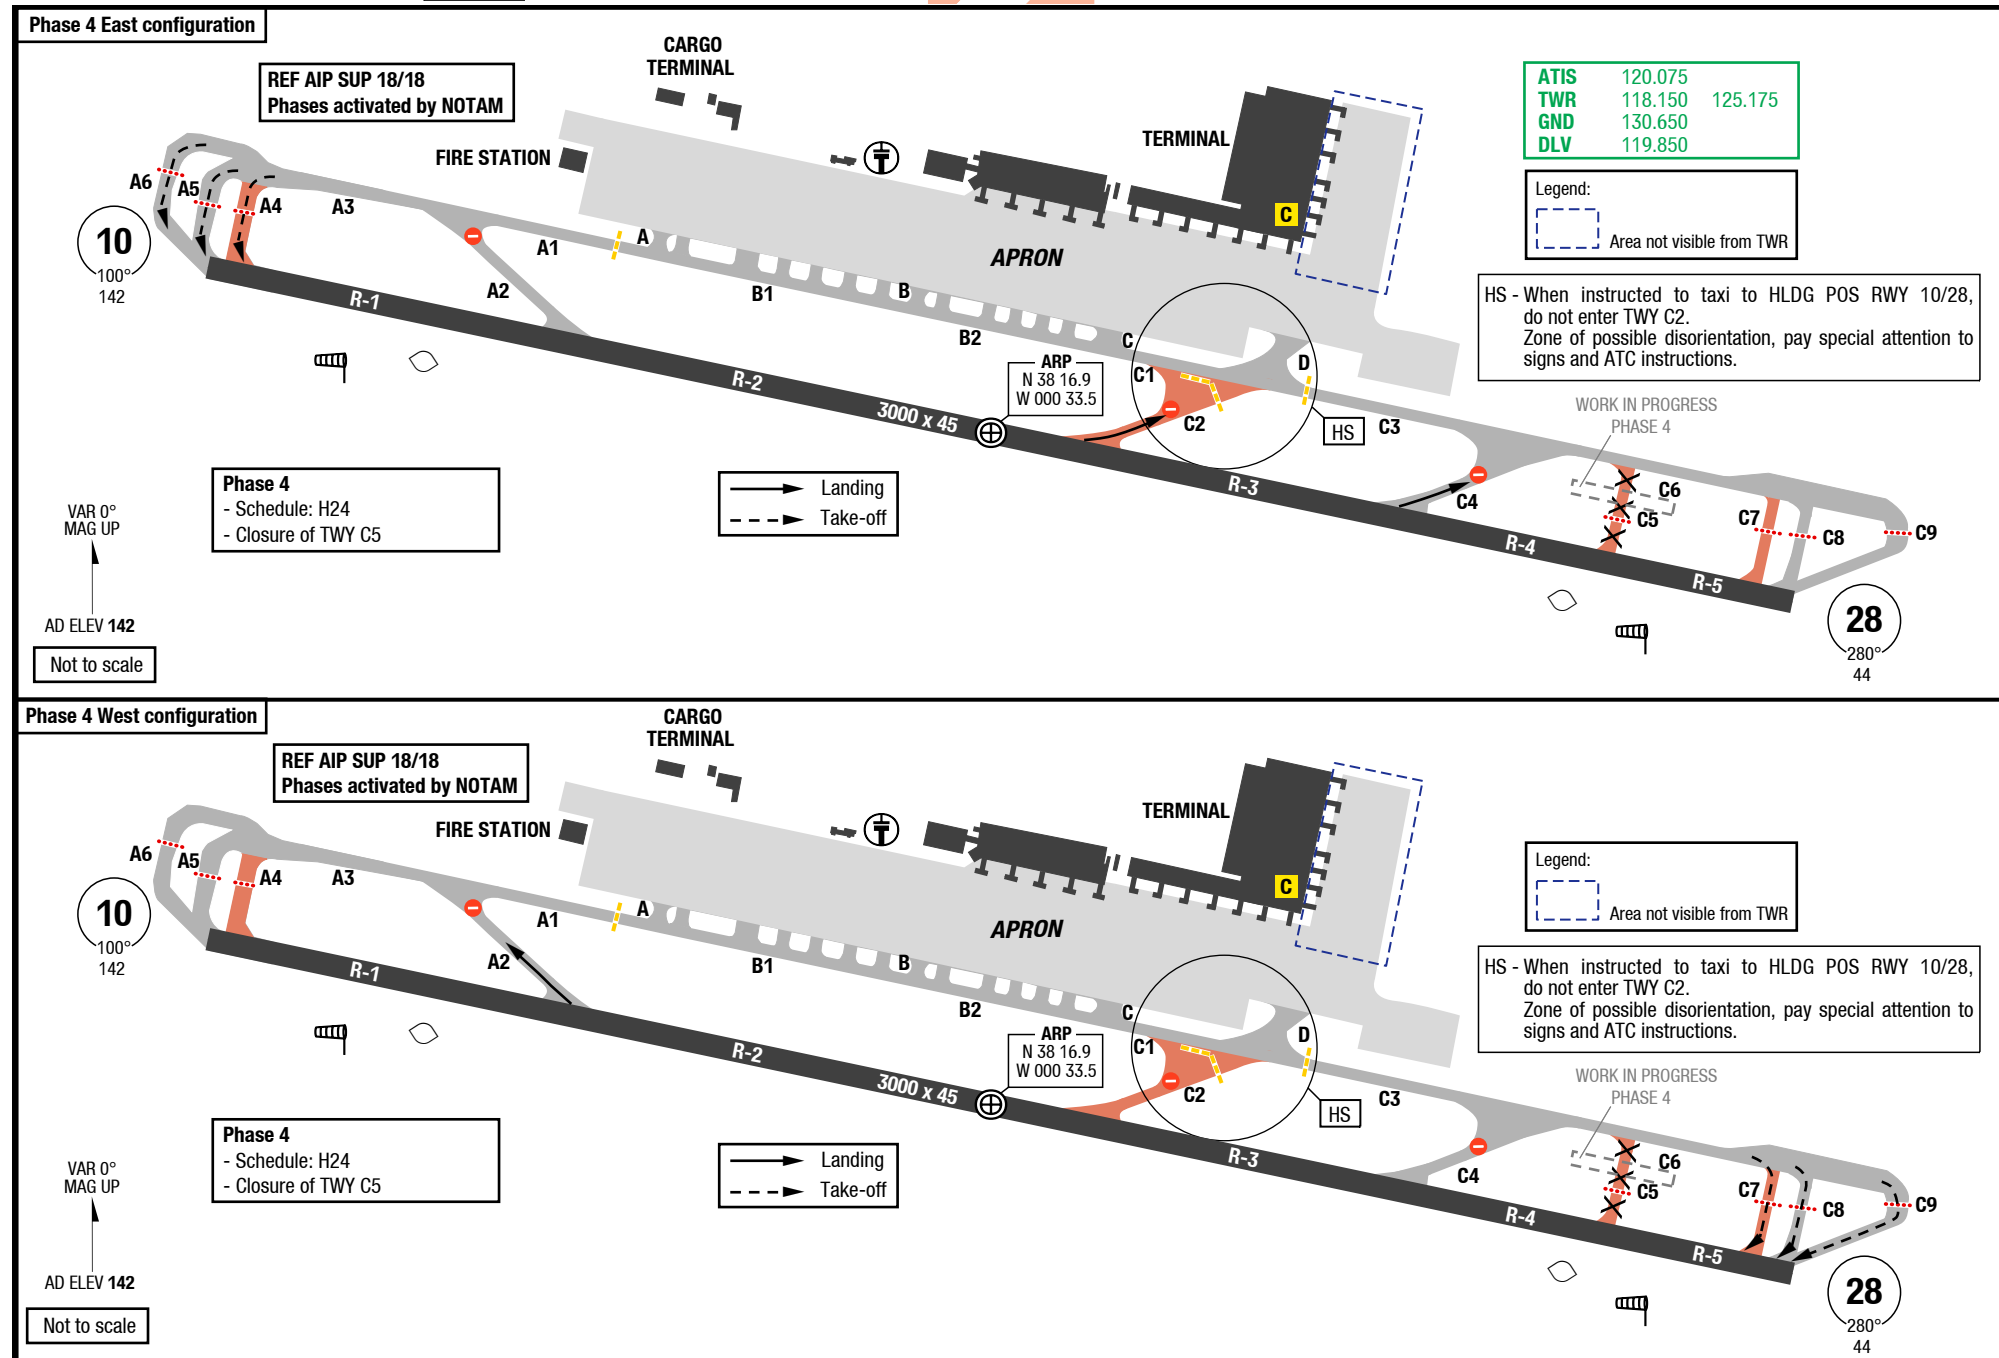 Phase 4 East configuration
REF AIP SUP 18/18
Phases activated by NOTAM
CARGO
TERMINAL
FIRE STATION
TERMINAL
C
APRON
ATIS 120.075
TWR 118.150 125.175
GND 130.650
DLV 119.850
Legend:
Area not visible from TWR
HS - When instructed to taxi to HLDG POS RWY 10/28,
do not enter TWY C2.
Zone of possible disorientation, pay special attention to
signs and ATC instructions.
A6
A5
A4
A3
A1
A
A2
10
100°
142
R-1
B1
B
B2
R-2
3000 x 45
ARP
N 38 16.9
W 000 33.5
C
C1
C2
D
HS
C3
R-3
C4
WORK IN PROGRESS
PHASE 4
C6
C5
C7
C8
C9
R-4
R-5
28
280°
44
Phase 4
- Schedule: H24
- Closure of TWY C5
Landing
Take-off
VAR 0°
MAG UP
AD ELEV 142
Not to scale
Phase 4 West configuration
REF AIP SUP 18/18
Phases activated by NOTAM
CARGO
TERMINAL
FIRE STATION
TERMINAL
C
APRON
Legend:
Area not visible from TWR
HS - When instructed to taxi to HLDG POS RWY 10/28,
do not enter TWY C2.
Zone of possible disorientation, pay special attention to
signs and ATC instructions.
A6
A5
A4
A3
A1
A
A2
10
100°
142
R-1
B1
B
B2
R-2
3000 x 45
ARP
N 38 16.9
W 000 33.5
C
C1
C2
D
HS
C3
R-3
C4
WORK IN PROGRESS
PHASE 4
C6
C5
C7
C8
C9
R-4
R-5
28
280°
44
Phase 4
- Schedule: H24
- Closure of TWY C5
Landing
Take-off
VAR 0°
MAG UP
AD ELEV 142
Not to scale